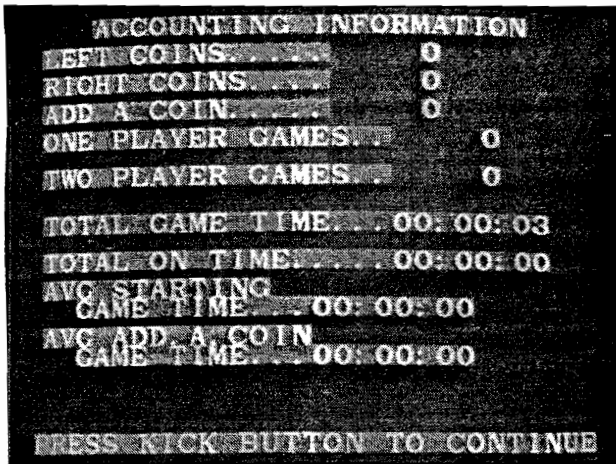 ACCOUNTING INFORMATION
LEFT COINS..... 0
RIGHT COINS.... 0
ADD A COIN..... 0
ONE PLAYER GAMES.. 0
TWO PLAYER GAMES.. 0
TOTAL GAME TIME...00:00:03
TOTAL ON TIME.....00:00:00
AVG STARTING
GAME TIME...00:00:00
AVG ADD A COIN
GAME TIME...00:00:00
PRESS KICK BUTTON TO CONTINUE